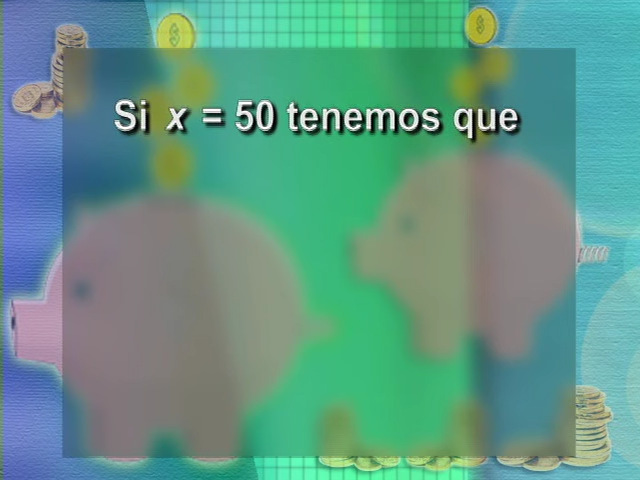 Si x = 50 tenemos que